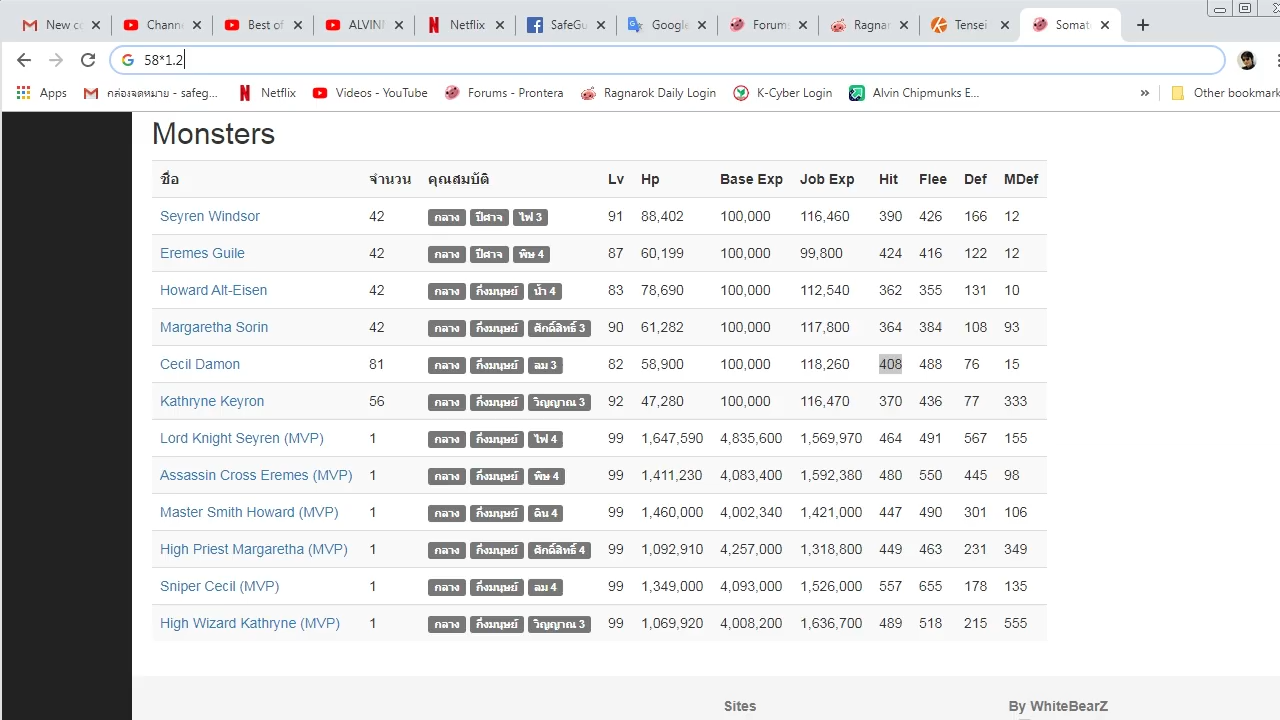 New co Channe Best of ALVINN Netflix SafeGu Google Forum Ragnar Tensei Somat
58*1.2
Apps กล่องจดหมาย - safeg... Netflix Videos - YouTube Forums - Prontera Ragnarok Daily Login K-Cyber Login Alvin Chipmunks E... » Other bookmark
Monsters
ชื่อ จำนวน คุณสมบัติ Lv Hp Base Exp Job Exp Hit Flee Def MDef
Seyren Windsor 42 กลาง ปีศาจ ไฟ 3 91 88,402 100,000 116,460 390 426 166 12
Eremes Guile 42 กลาง ปีศาจ พิษ 4 87 60,199 100,000 99,800 424 416 122 12
Howard Alt-Eisen 42 กลาง กึ่งมนุษย์ น้ำ 4 83 78,690 100,000 112,540 362 355 131 10
Margaretha Sorin 42 กลาง กึ่งมนุษย์ ศักดิ์สิทธิ์ 3 90 61,282 100,000 117,800 364 384 108 93
Cecil Damon 81 กลาง กึ่งมนุษย์ ลม 3 82 58,900 100,000 118,260 408 488 76 15
Kathryne Keyron 56 กลาง กึ่งมนุษย์ วิญญาณ 3 92 47,280 100,000 116,470 370 436 77 333
Lord Knight Seyren (MVP) 1 กลาง กึ่งมนุษย์ ไฟ 4 99 1,647,590 4,835,600 1,569,970 464 491 567 155
Assassin Cross Eremes (MVP) 1 กลาง กึ่งมนุษย์ พิษ 4 99 1,411,230 4,083,400 1,592,380 480 550 445 98
Master Smith Howard (MVP) 1 กลาง กึ่งมนุษย์ ดิน 4 99 1,460,000 4,002,340 1,421,000 447 490 301 106
High Priest Margaretha (MVP) 1 กลาง กึ่งมนุษย์ ศักดิ์สิทธิ์ 4 99 1,092,910 4,257,000 1,318,800 449 463 231 349
Sniper Cecil (MVP) 1 กลาง กึ่งมนุษย์ ลม 4 99 1,349,000 4,093,000 1,526,000 557 655 178 135
High Wizard Kathryne (MVP) 1 กลาง กึ่งมนุษย์ วิญญาณ 3 99 1,069,920 4,008,200 1,636,700 489 518 215 555
Sites By WhiteBearZ